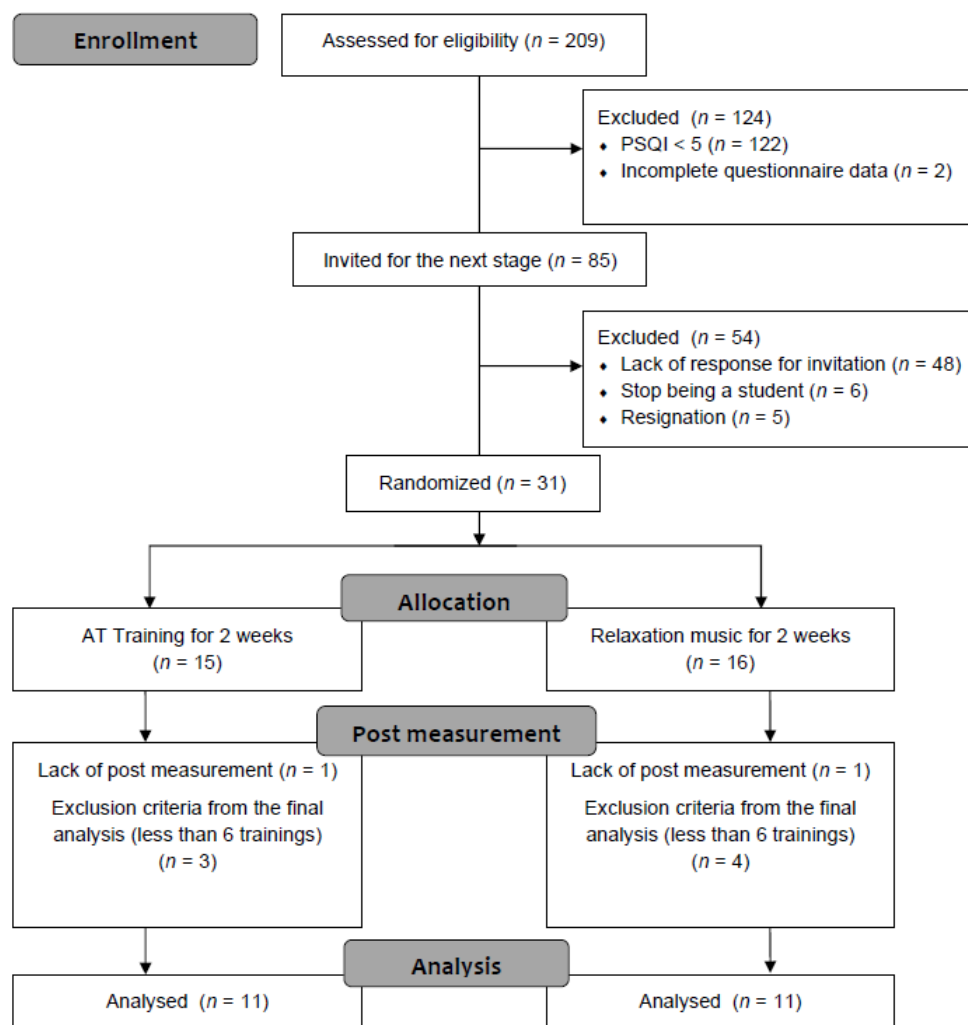 Enrollment
Assessed for eligibility (n = 209)
Excluded (n = 124)
⬧ PSQI < 5 (n = 122)
⬧ Incomplete questionnaire data (n = 2)
Invited for the next stage (n = 85)
Excluded (n = 54)
⬧ Lack of response for invitation (n = 48)
⬧ Stop being a student (n = 6)
⬧ Resignation (n = 5)
Randomized (n = 31)
Allocation
AT Training for 2 weeks
(n = 15)
Relaxation music for 2 weeks
(n = 16)
Post measurement
Lack of post measurement (n = 1)
Exclusion criteria from the final
analysis (less than 6 trainings)
(n = 3)
Lack of post measurement (n = 1)
Exclusion criteria from the final
analysis (less than 6 trainings)
(n = 4)
Analysis
Analysed (n = 11)
Analysed (n = 11)